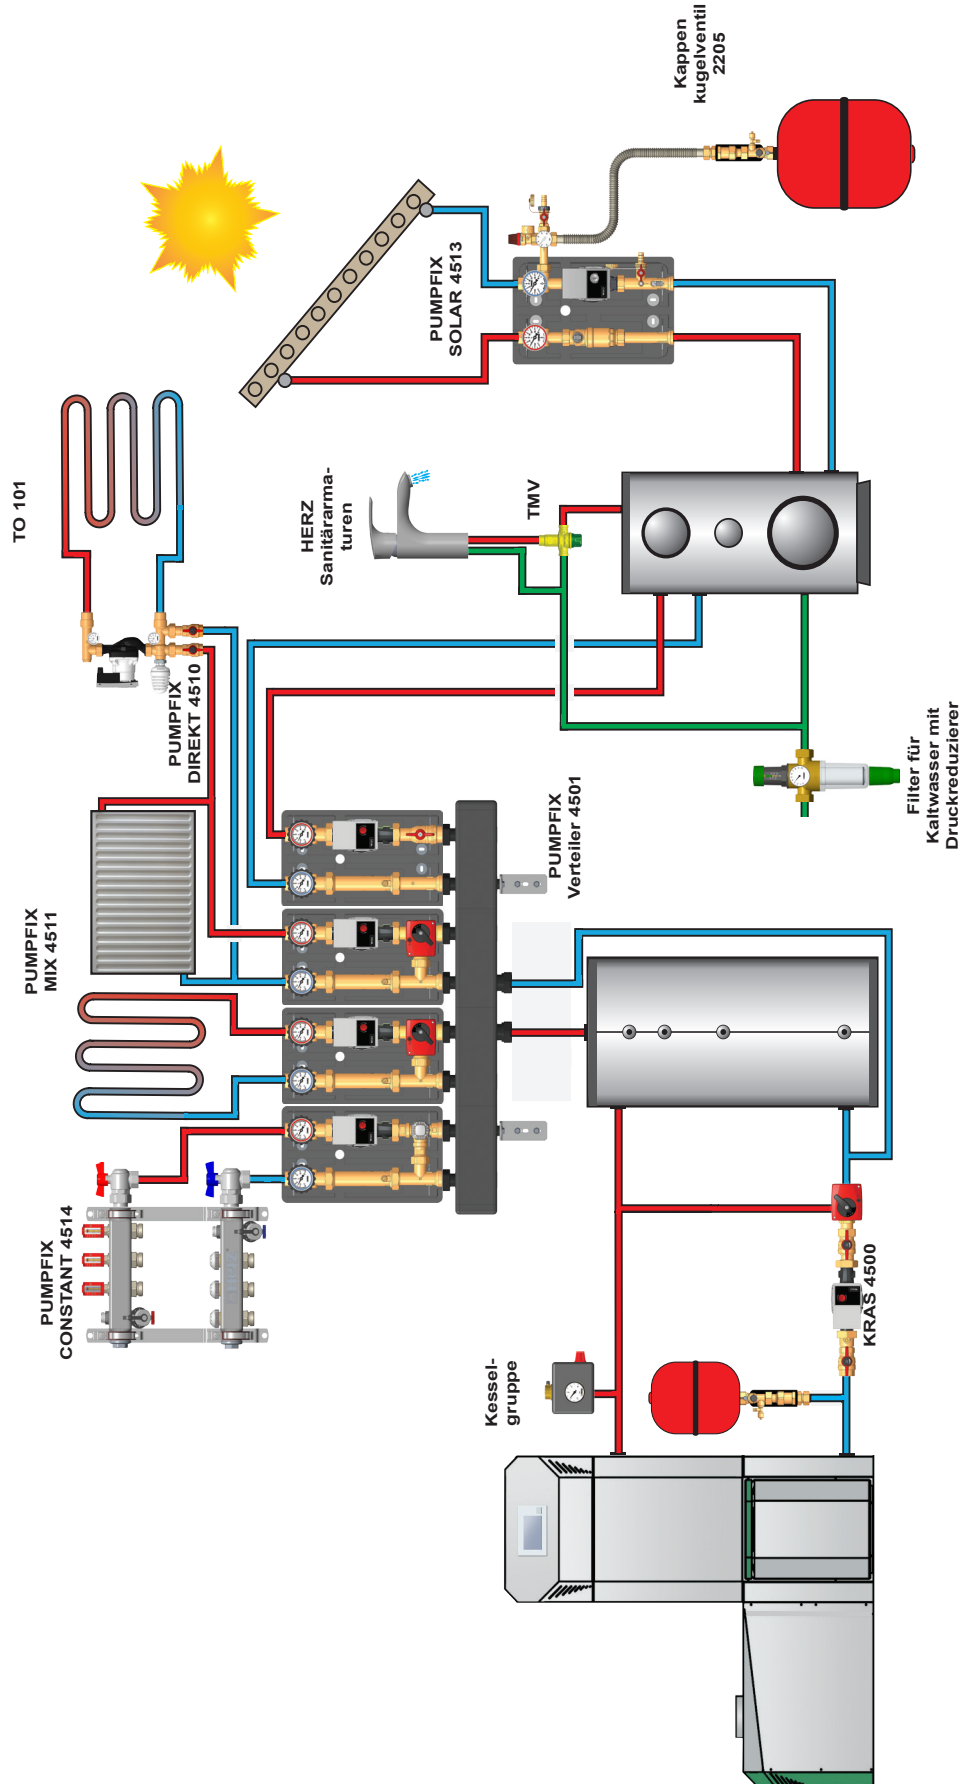 PUMPFIX
CONSTANT 4514
PUMPFIX
MIX 4511
TO 101
PUMPFIX
DIREKT 4510
HERZ
Sanitärarma-
turen
PUMPFIX
SOLAR 4513
Kappen
kugelventil
2205
TMV
PUMPFIX
Verteiler 4501
Kessel-
gruppe
KRAS 4500
Filter für
Kaltwasser mit
Druckreduzierer